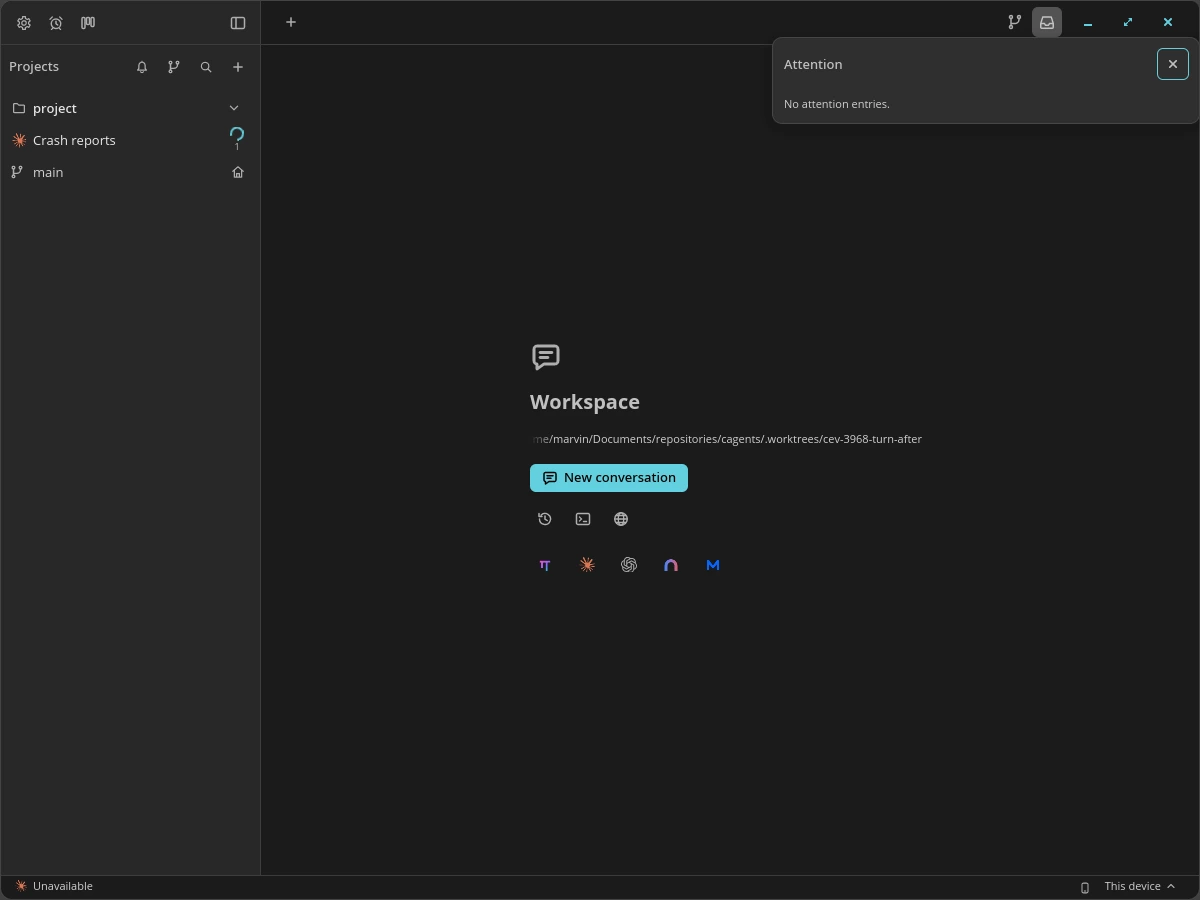 Projects
project
Crash reports
1
main
Attention
No attention entries.
Workspace
me/marvin/Documents/repositories/cagents/.worktrees/cev-3968-turn-after
New conversation
Unavailable
This device